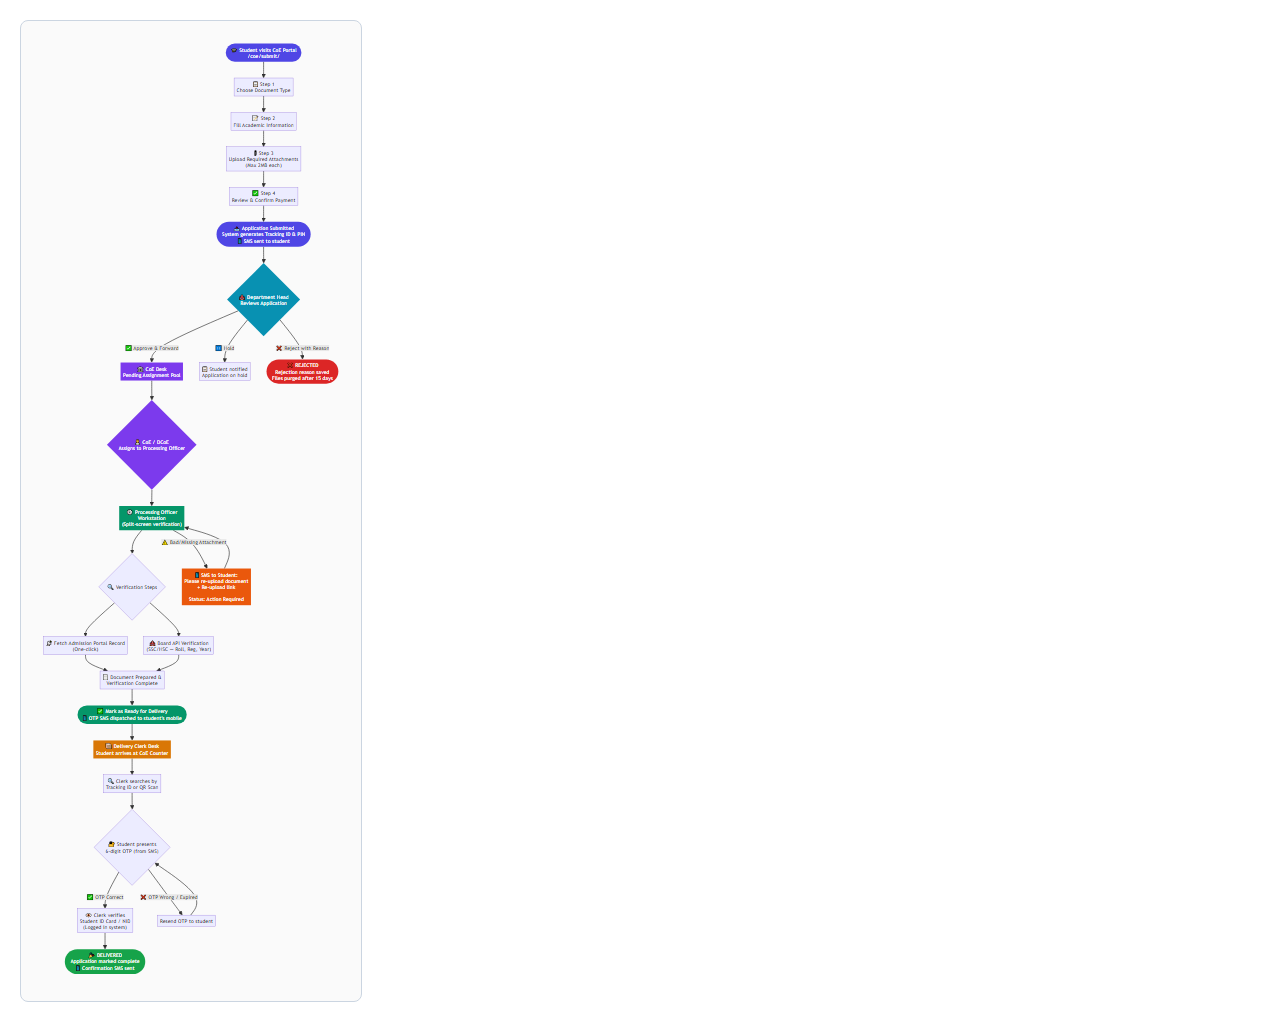 Student visits CoE Portal
/coe/submit/
Step 1
Choose Document Type
Step 2
Fill Academic Information
Step 3
Upload Required Attachments
(Max 2MB each)
Step 4
Review & Confirm Payment
Application Submitted
System generates Tracking ID & PIN
SMS sent to student
Department Head
Reviews Application
Approve & Forward
Hold
Reject with Reason
CoE Desk
Pending Assignment Pool
Student notified
Application on hold
REJECTED
Rejection reason saved
Files purged after 15 days
CoE / DCoE
Assigns to Processing Officer
Processing Officer
Workstation
(Split-screen verification)
Bad/Missing Attachment
SMS to Student:
Please re-upload document
+ Re-upload link
Status: Action Required
Verification Steps
Fetch Admission Portal Record
(One-click)
Board API Verification
(SSC/HSC — Roll, Reg, Year)
Document Prepared &
Verification Complete
Mark as Ready for Delivery
OTP SMS dispatched to student's mobile
Delivery Clerk Desk
Student arrives at CoE Counter
Clerk searches by
Tracking ID or QR Scan
Student presents
6-digit OTP (from SMS)
OTP Correct
OTP Wrong / Expired
Clerk verifies
Student ID Card / NID
(Logged in system)
Resend OTP to student
DELIVERED
Application marked complete
Confirmation SMS sent